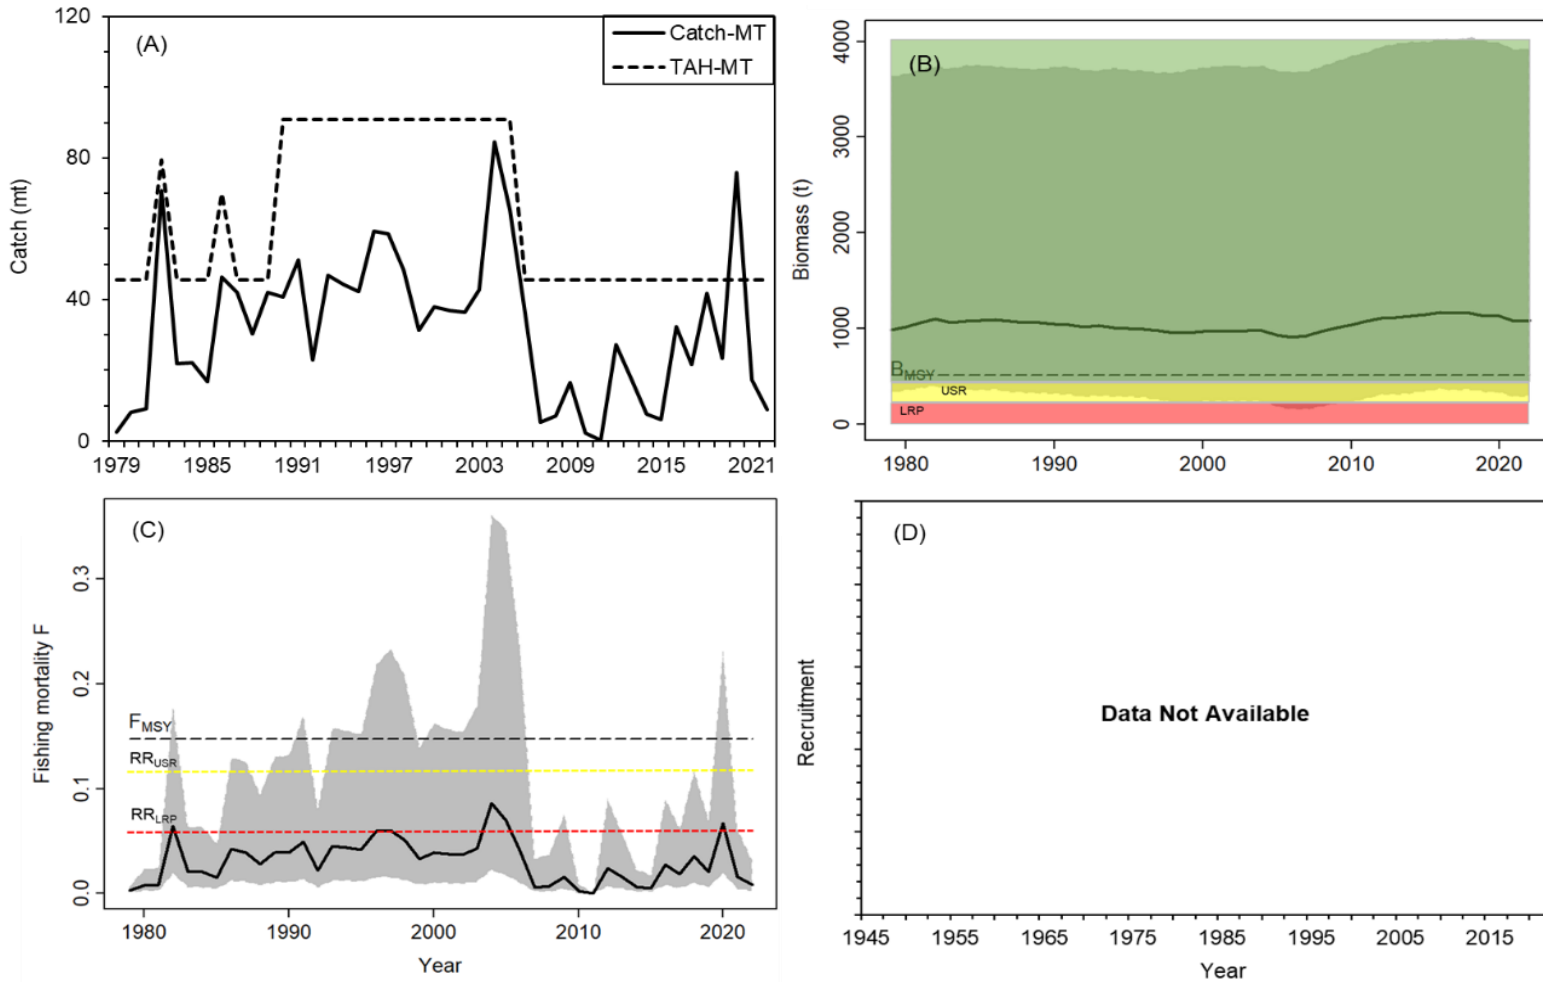 (A)
Catch-MT
TAH-MT
120
80
40
0
Catch (mt)
1979 1985 1991 1997 2003 2009 2015 2021
(B)
4000
3000
2000
1000
0
Biomass (t)
BMSY
USR
LRP
1980 1990 2000 2010 2020
(C)
0.3
0.2
0.1
0.0
Fishing mortality F
FMSY
RRUSR
RRLRP
1980 1990 2000 2010 2020
Year
(D)
Recruitment
Data Not Available
1945 1955 1965 1975 1985 1995 2005 2015
Year